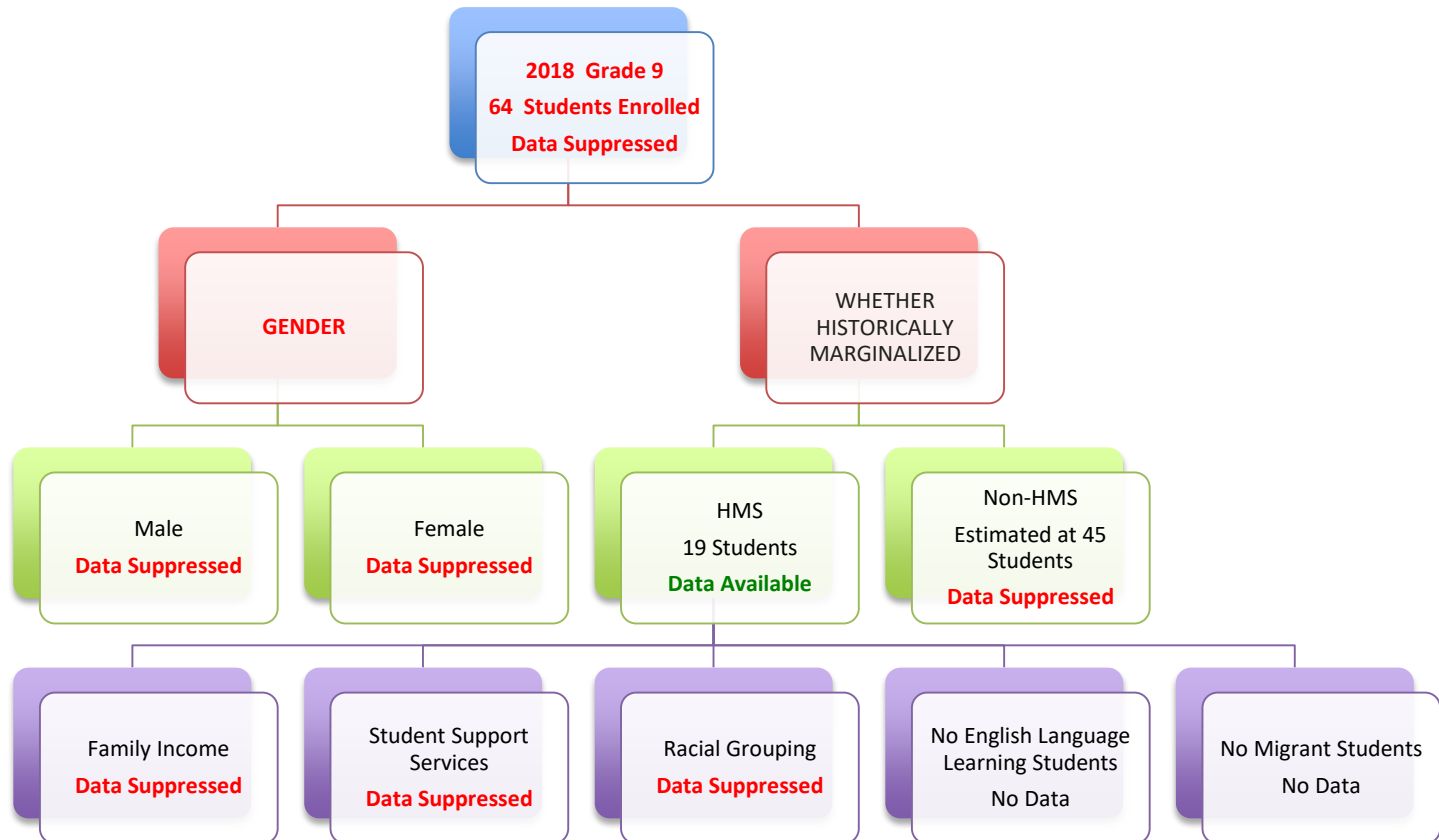 2018 Grade 9
64 Students Enrolled
Data Suppressed
GENDER
WHETHER
HISTORICALLY
MARGINALIZED
Male
Data Suppressed
Female
Data Suppressed
HMS
19 Students
Data Available
Non-HMS
Estimated at 45
Students
Data Suppressed
Family Income
Data Suppressed
Student Support
Services
Data Suppressed
Racial Grouping
Data Suppressed
No English Language
Learning Students
No Data
No Migrant Students
No Data